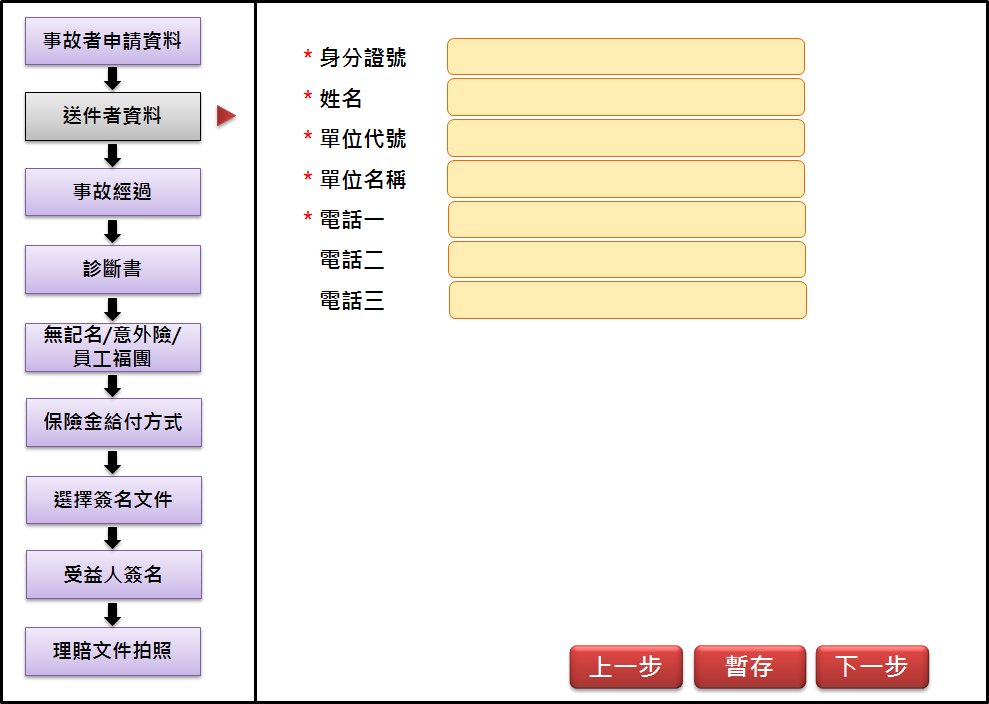 事故者申請資料
送件者資料
事故經過
診斷書
無記名/意外險/
員工福團
保險金給付方式
選擇簽名文件
受益人簽名
理賠文件拍照
* 身分證號
* 姓名
* 單位代號
* 單位名稱
* 電話一
電話二
電話三
上一步
暫存
下一步